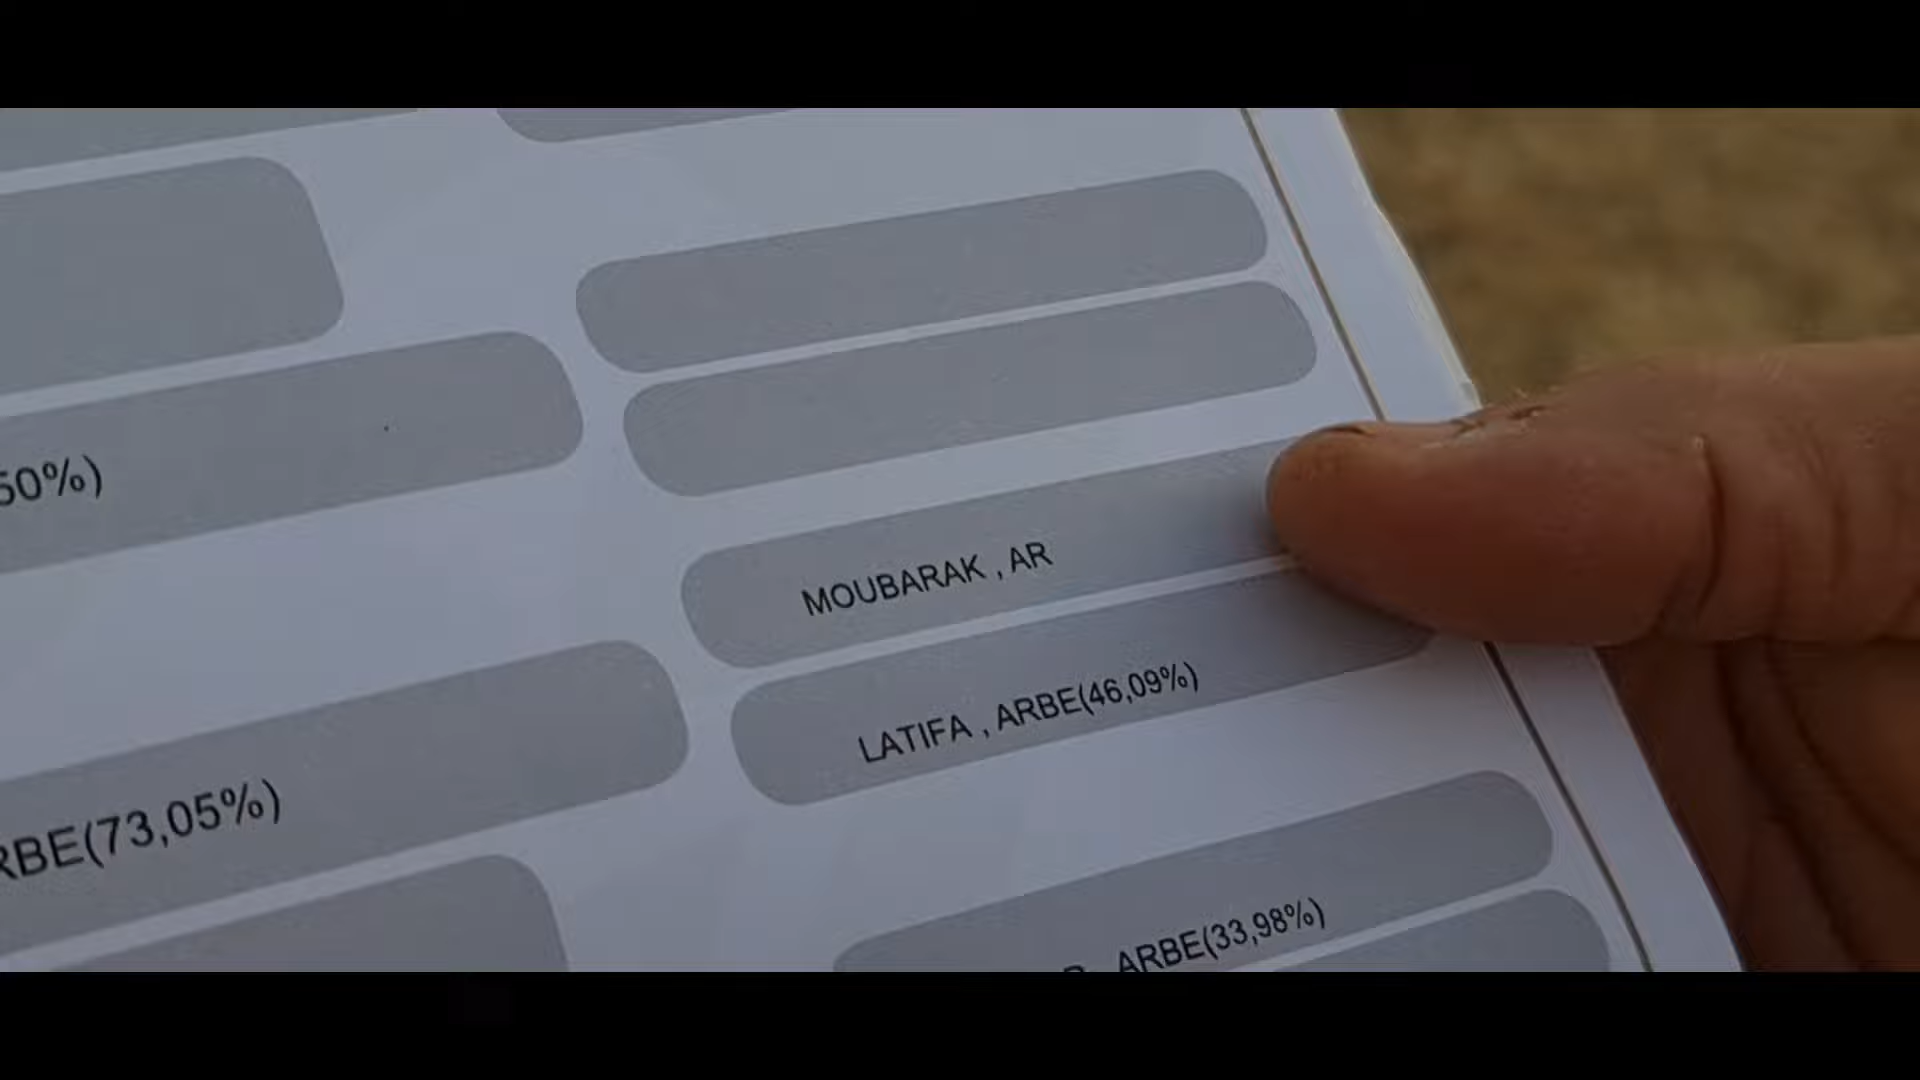 50%)
MOUBARAK , AR
LATIFA , ARBE(46,09%)
RBE(73,05%)
ARBE(33,98%)